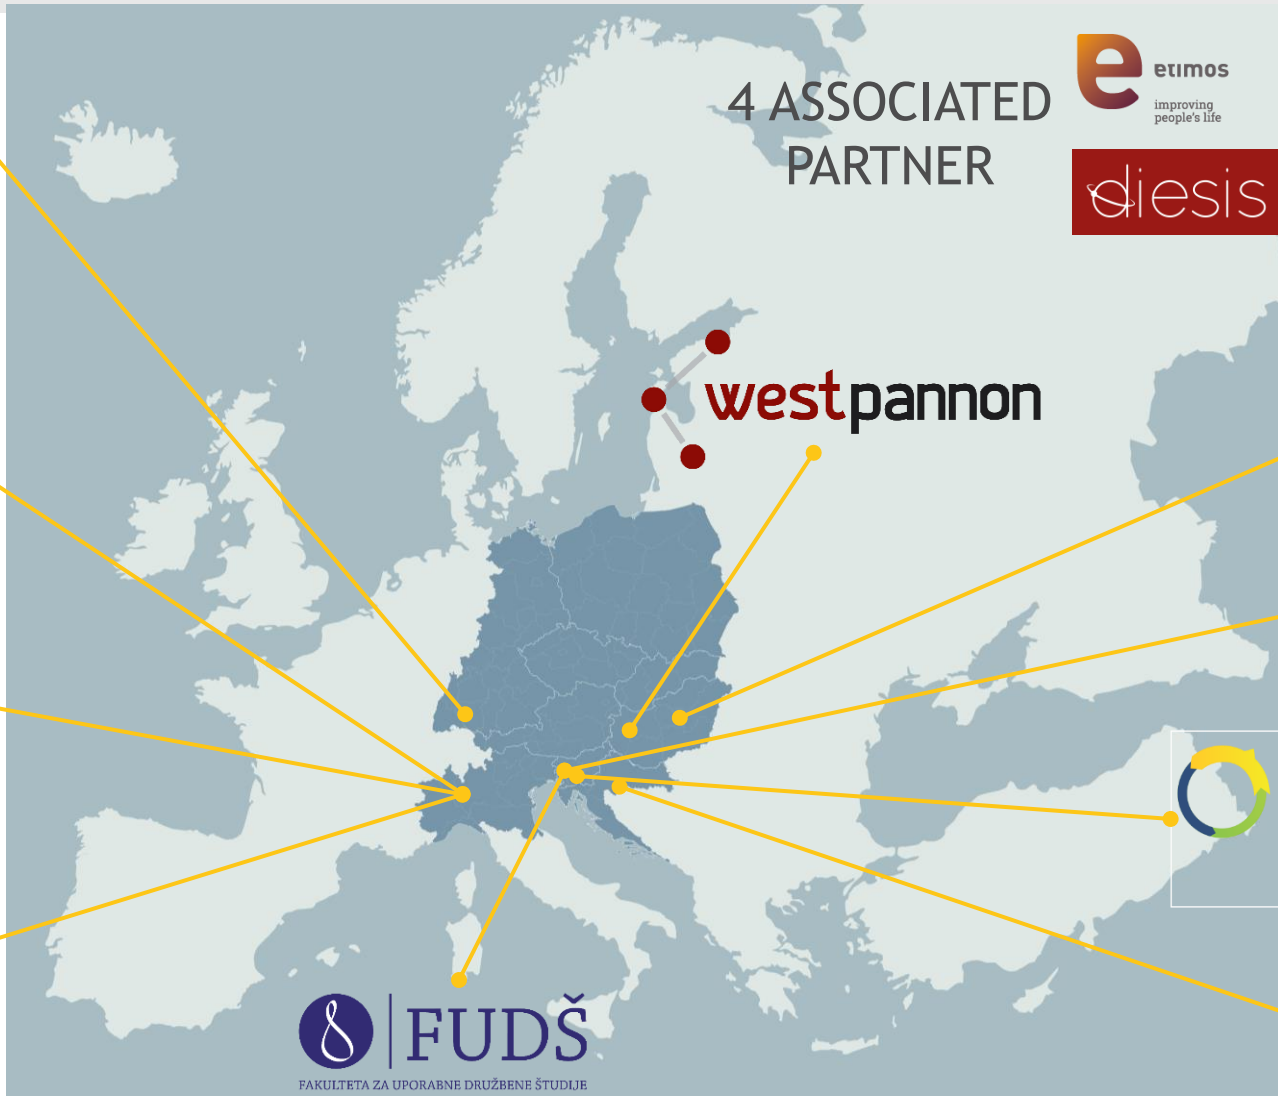 4 ASSOCIATED
PARTNER
etimos
improving
people's life
diesis
westpannon
FUDŠ
FAKULTETA ZA UPORABNE DRUŽBENE ŠTUDIJE